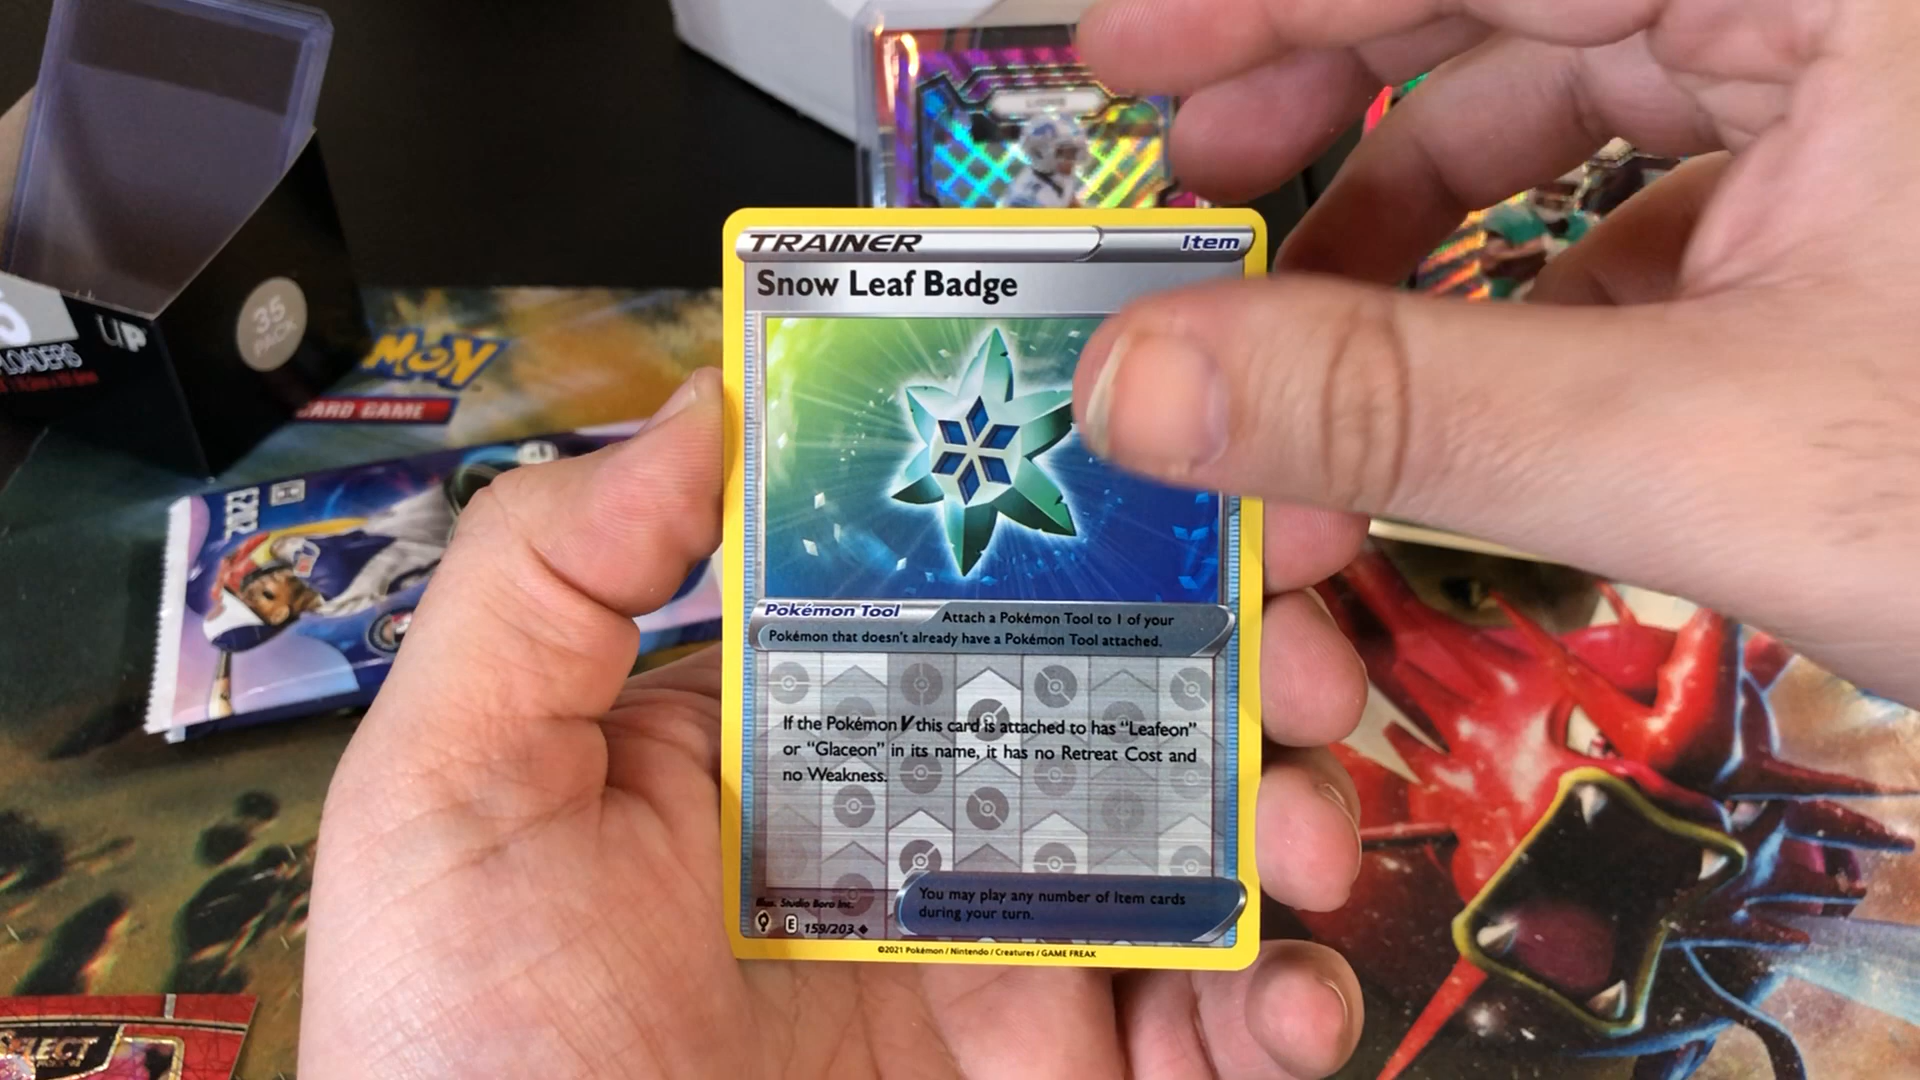 LIONS
TRAINER
Item
Snow Leaf Badge
35
PACK
UP
LOADERS
MON
CARD GAME
2022
Pokémon Tool
Attach a Pokémon Tool to 1 of your
Pokémon that doesn't already have a Pokémon Tool attached.
If the Pokémon V this card is attached to has “Leafeon”
or “Glaceon” in its name, it has no Retreat Cost and
no Weakness.
You may play any number of Item cards
during your turn.
Illus. Studio Bora Inc.
E 159/203
©2021 Pokémon / Nintendo / Creatures / GAME FREAK
SELECT